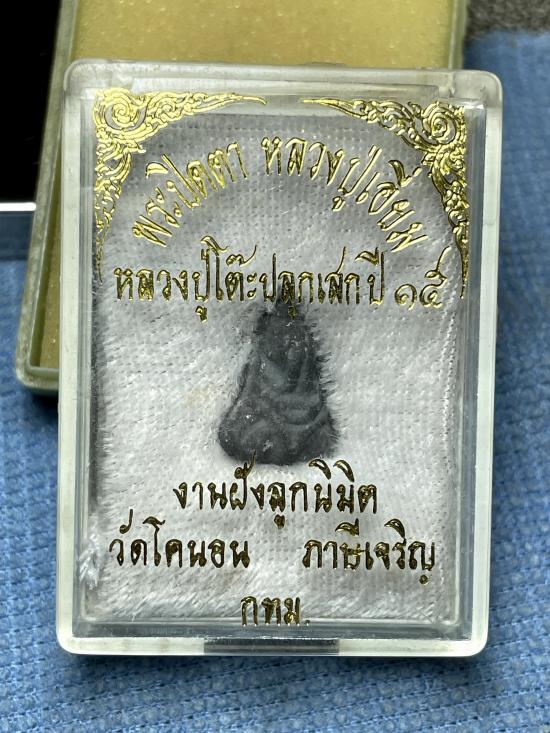 พระปิดตา หลวงปู่เอี่ยม
หลวงปู่โต๊ะปลุกเสกปี ๑๕
งานฝังลูกนิมิต
วัดโคนอน ภาษีเจริญ
กทม.